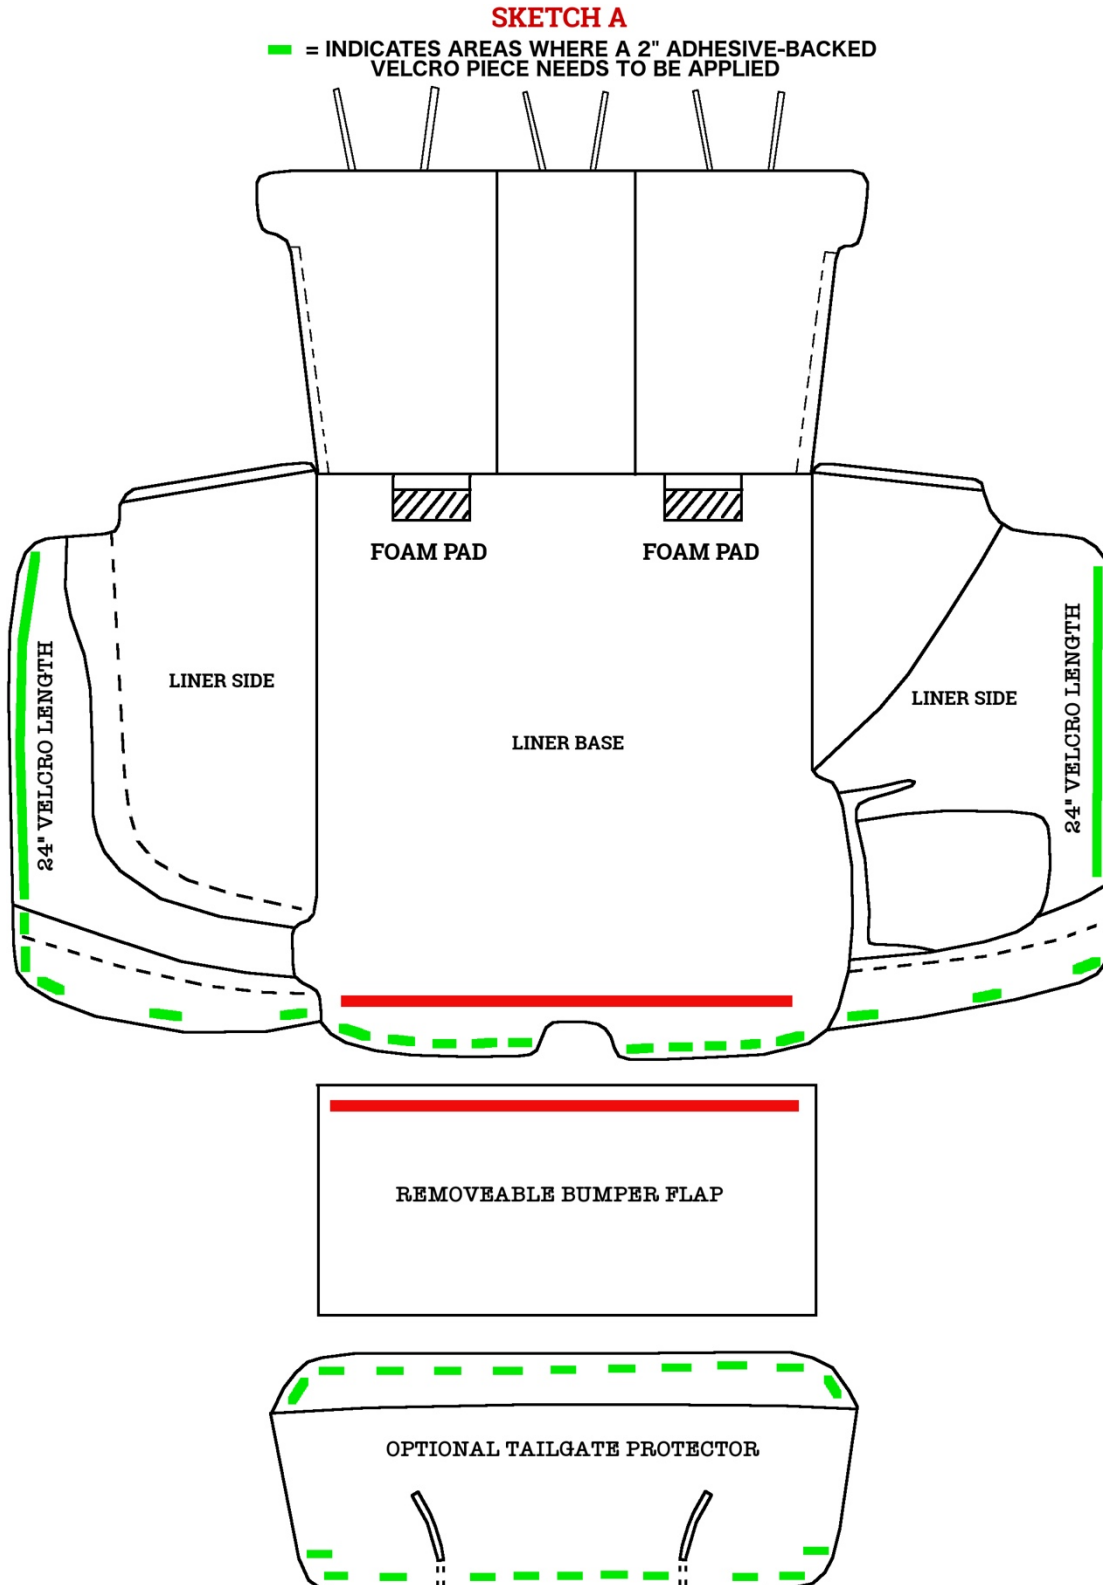 SKETCH A
= INDICATES AREAS WHERE A 2" ADHESIVE-BACKED
VELCRO PIECE NEEDS TO BE APPLIED
FOAM PAD
FOAM PAD
24" VELCRO LENGTH
LINER SIDE
LINER BASE
LINER SIDE
24" VELCRO LENGTH
REMOVEABLE BUMPER FLAP
OPTIONAL TAILGATE PROTECTOR